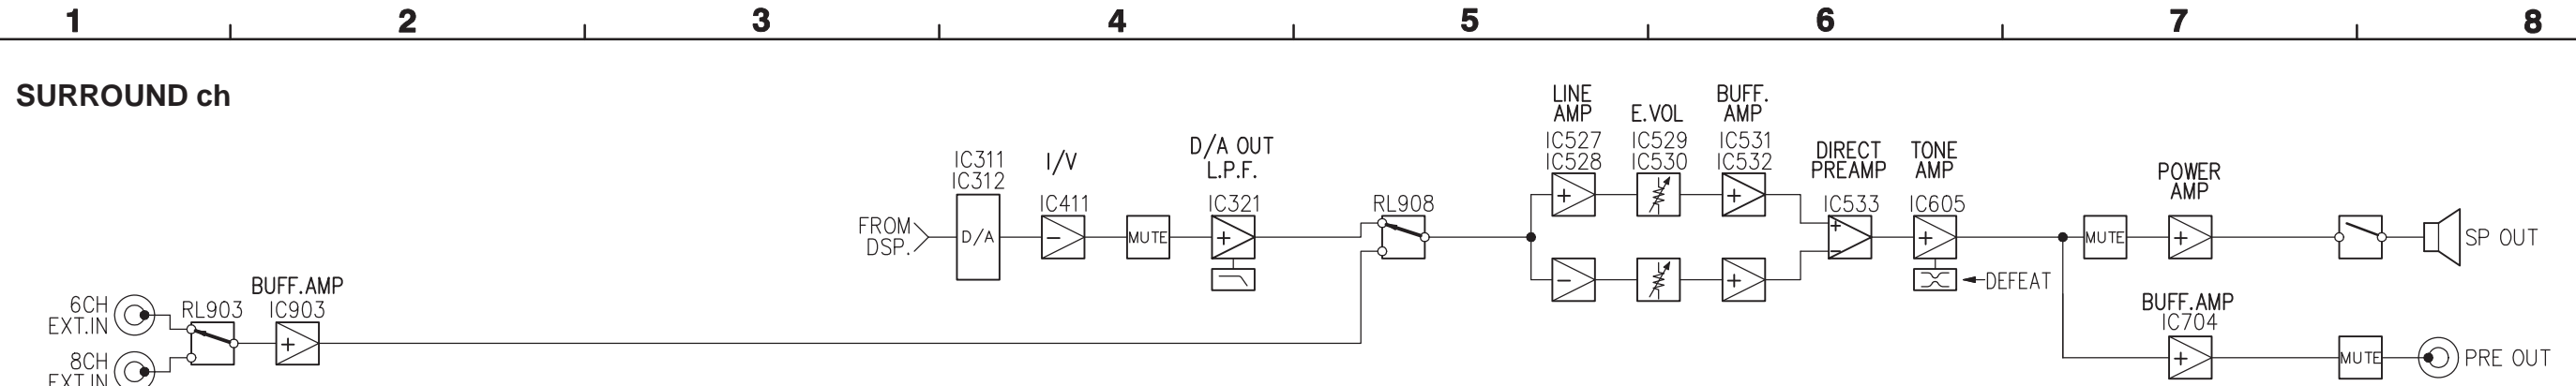 1 2 3 4 5 6 7 8
SURROUND ch
FROM
DSP.
IC311
IC312
D/A
I/V
IC411
−
MUTE
D/A OUT
L.P.F.
IC321
+
RL908
LINE
AMP
IC527
IC528
+
−
E.VOL
IC529
IC530
BUFF.
AMP
IC531
IC532
+
+
DIRECT
PREAMP
IC533
+
−
TONE
AMP
IC605
+
DEFEAT
MUTE
POWER
AMP
+
SP OUT
6CH
EXT.IN
8CH
EXT.IN
RL903
BUFF.AMP
IC903
+
BUFF.AMP
IC704
+
MUTE
PRE OUT